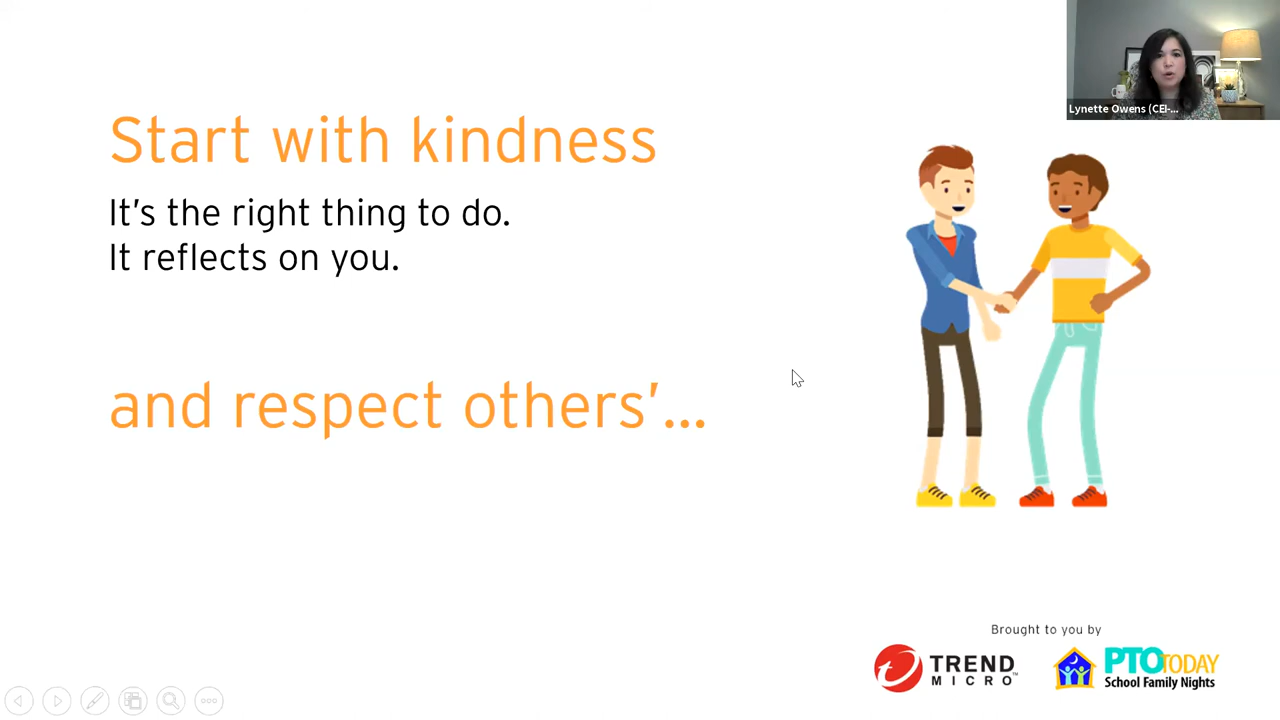 Lynette Owens (CEI-...
Start with kindness
It's the right thing to do.
It reflects on you.
and respect others'...
Brought to you by
TREND
MICRO™
PTO TODAY
School Family Nights